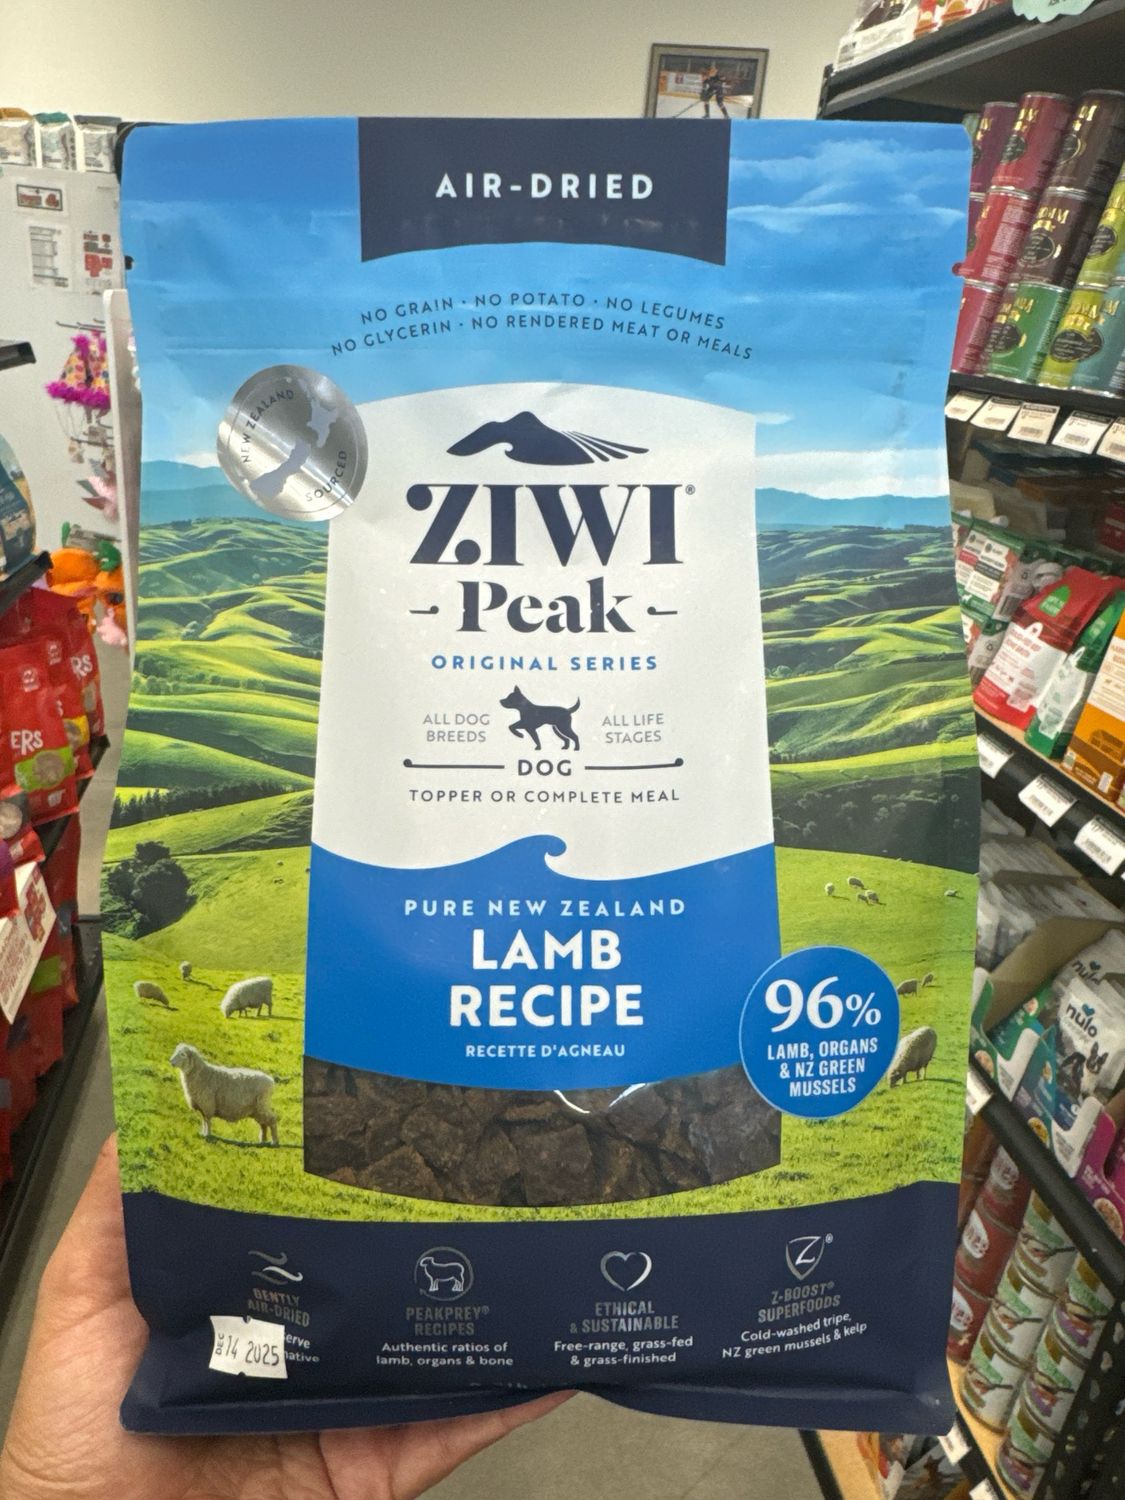 AIR-DRIED
NO GRAIN · NO POTATO · NO LEGUMES
NO GLYCERIN · NO RENDERED MEAT OR MEALS
NEW ZEALAND
SOURCED
ZIWI®
Peak
ORIGINAL SERIES
ALL DOG
BREEDS
ALL LIFE
STAGES
DOG
TOPPER OR COMPLETE MEAL
PURE NEW ZEALAND
LAMB
RECIPE
RECETTE D'AGNEAU
96%
LAMB, ORGANS
& NZ GREEN
MUSSELS
GENTLY
AIR-DRIED
DEC 14 2025
PEAKPREY®
RECIPES
Authentic ratios of
lamb, organs & bone
ETHICAL
& SUSTAINABLE
Free-range, grass-fed
& grass-finished
Z-BOOST®
SUPERFOODS
Cold-washed tripe,
NZ green mussels & kelp
ERS
RS
nulo
nulo